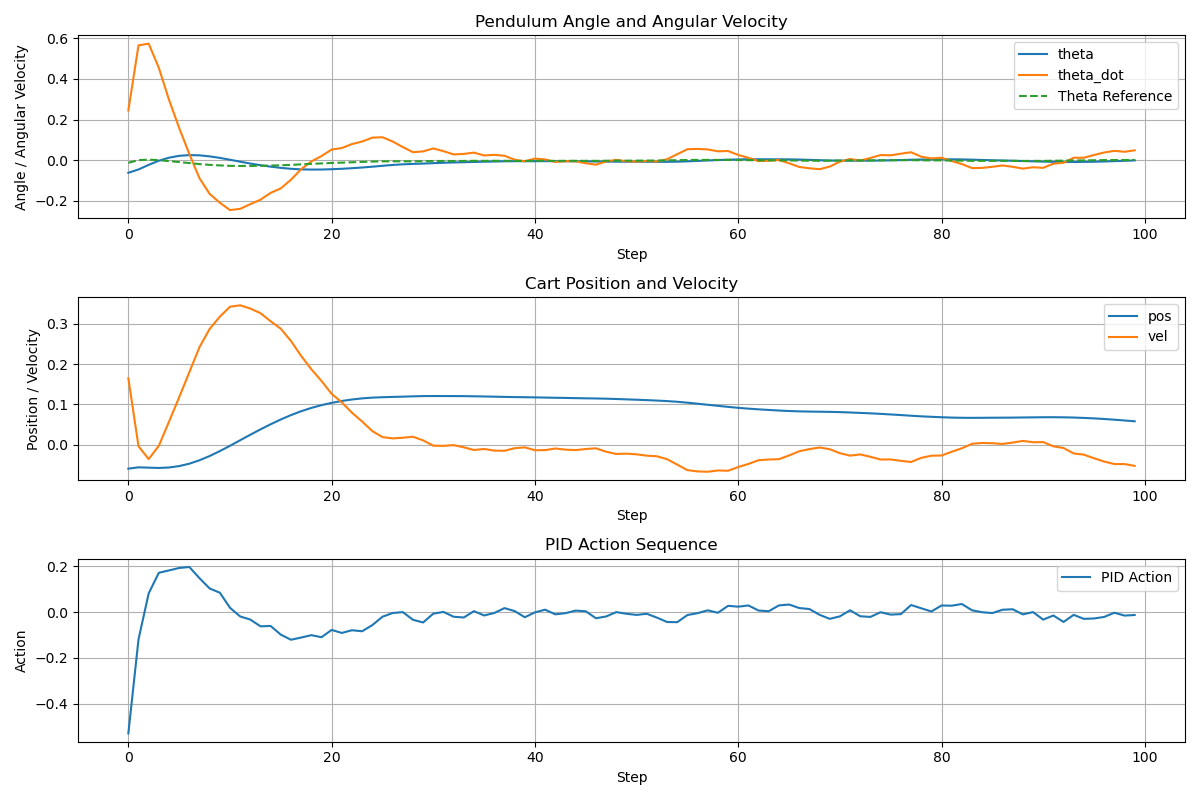 Pendulum Angle and Angular Velocity
Angle / Angular Velocity
0.6
0.4
0.2
0.0
−0.2
theta
theta_dot
Theta Reference
0 20 40 60 80 100
Step
Cart Position and Velocity
Position / Velocity
0.3
0.2
0.1
0.0
pos
vel
0 20 40 60 80 100
Step
PID Action Sequence
Action
0.2
0.0
−0.2
−0.4
PID Action
0 20 40 60 80 100
Step